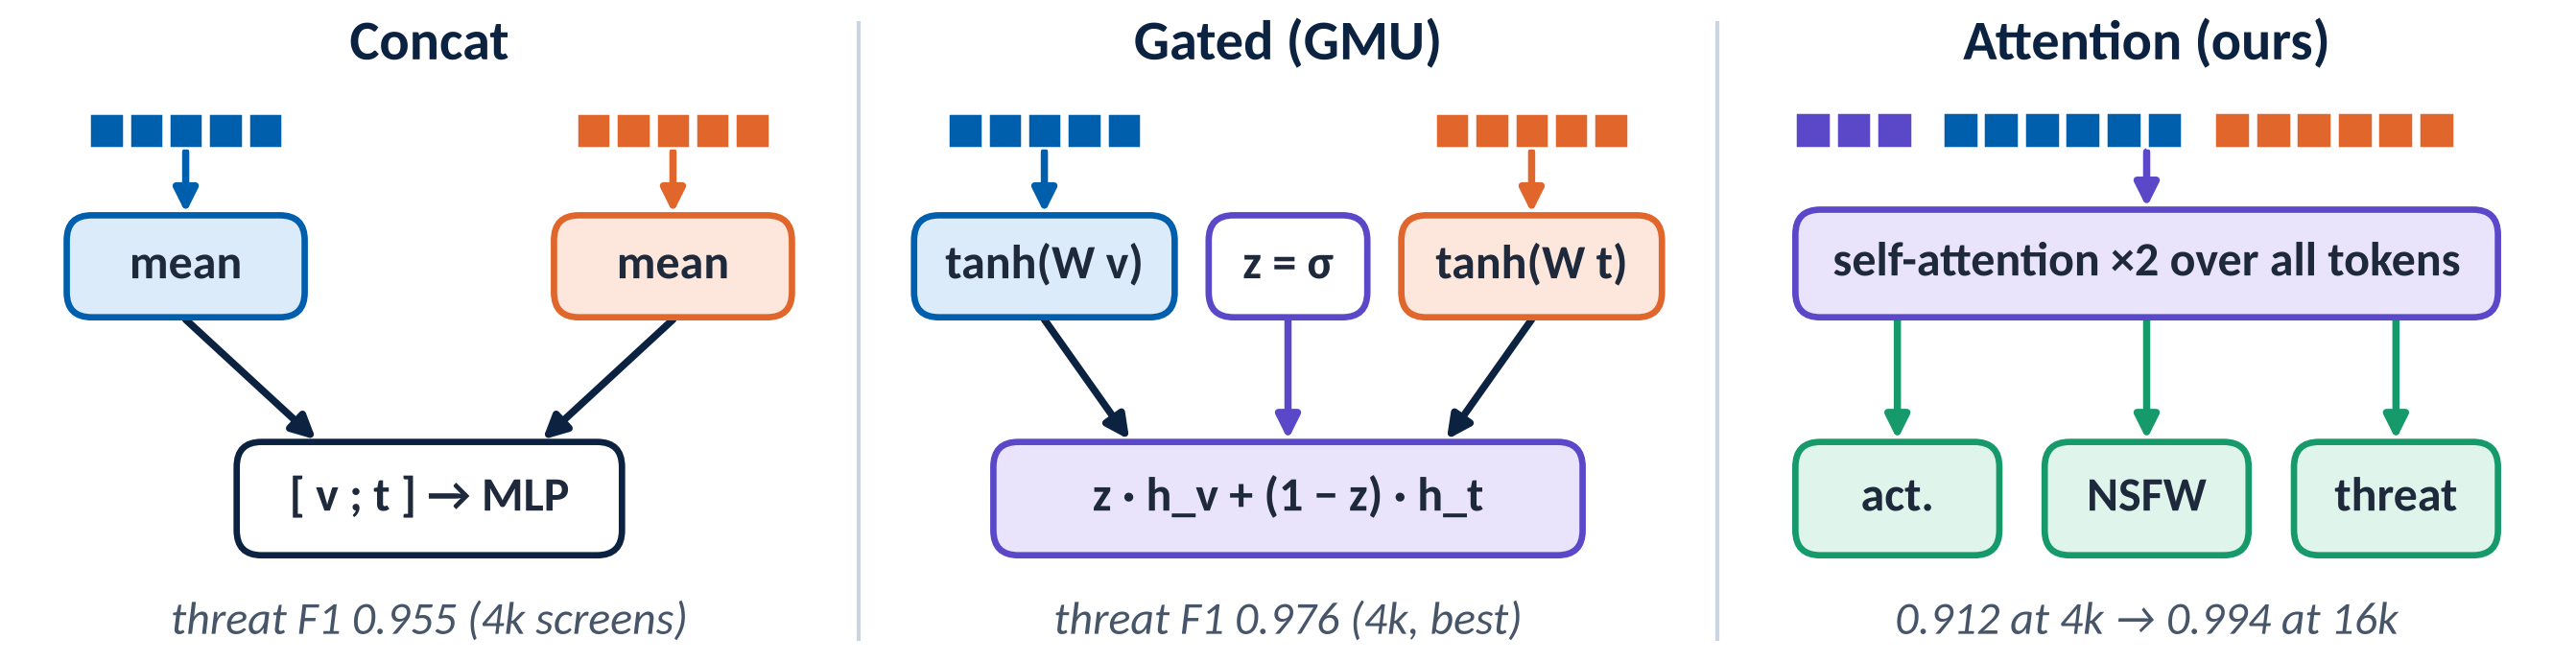 Concat
mean
mean
[ v ; t ] → MLP
threat F1 0.955 (4k screens)
Gated (GMU)
tanh(W v)
z = σ
tanh(W t)
z · h_v + (1 − z) · h_t
threat F1 0.976 (4k, best)
Attention (ours)
self-attention ×2 over all tokens
act.
NSFW
threat
0.912 at 4k → 0.994 at 16k